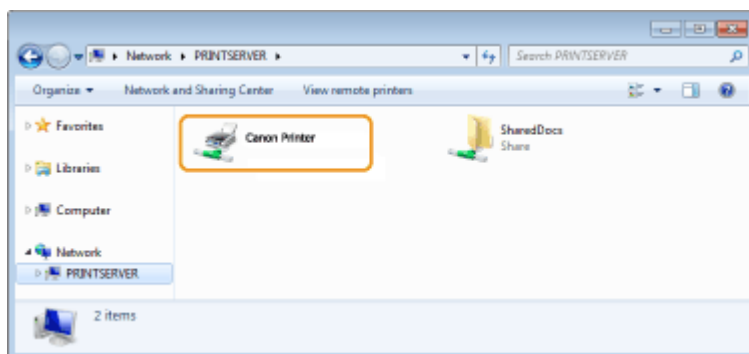 Network ▸ PRINTSERVER ▸ Search PRINTSERVER
Organize Network and Sharing Center View remote printers
Favorites
Canon Printer
SharedDocs
Share
Libraries
Computer
Network
PRINTSERVER
2 items